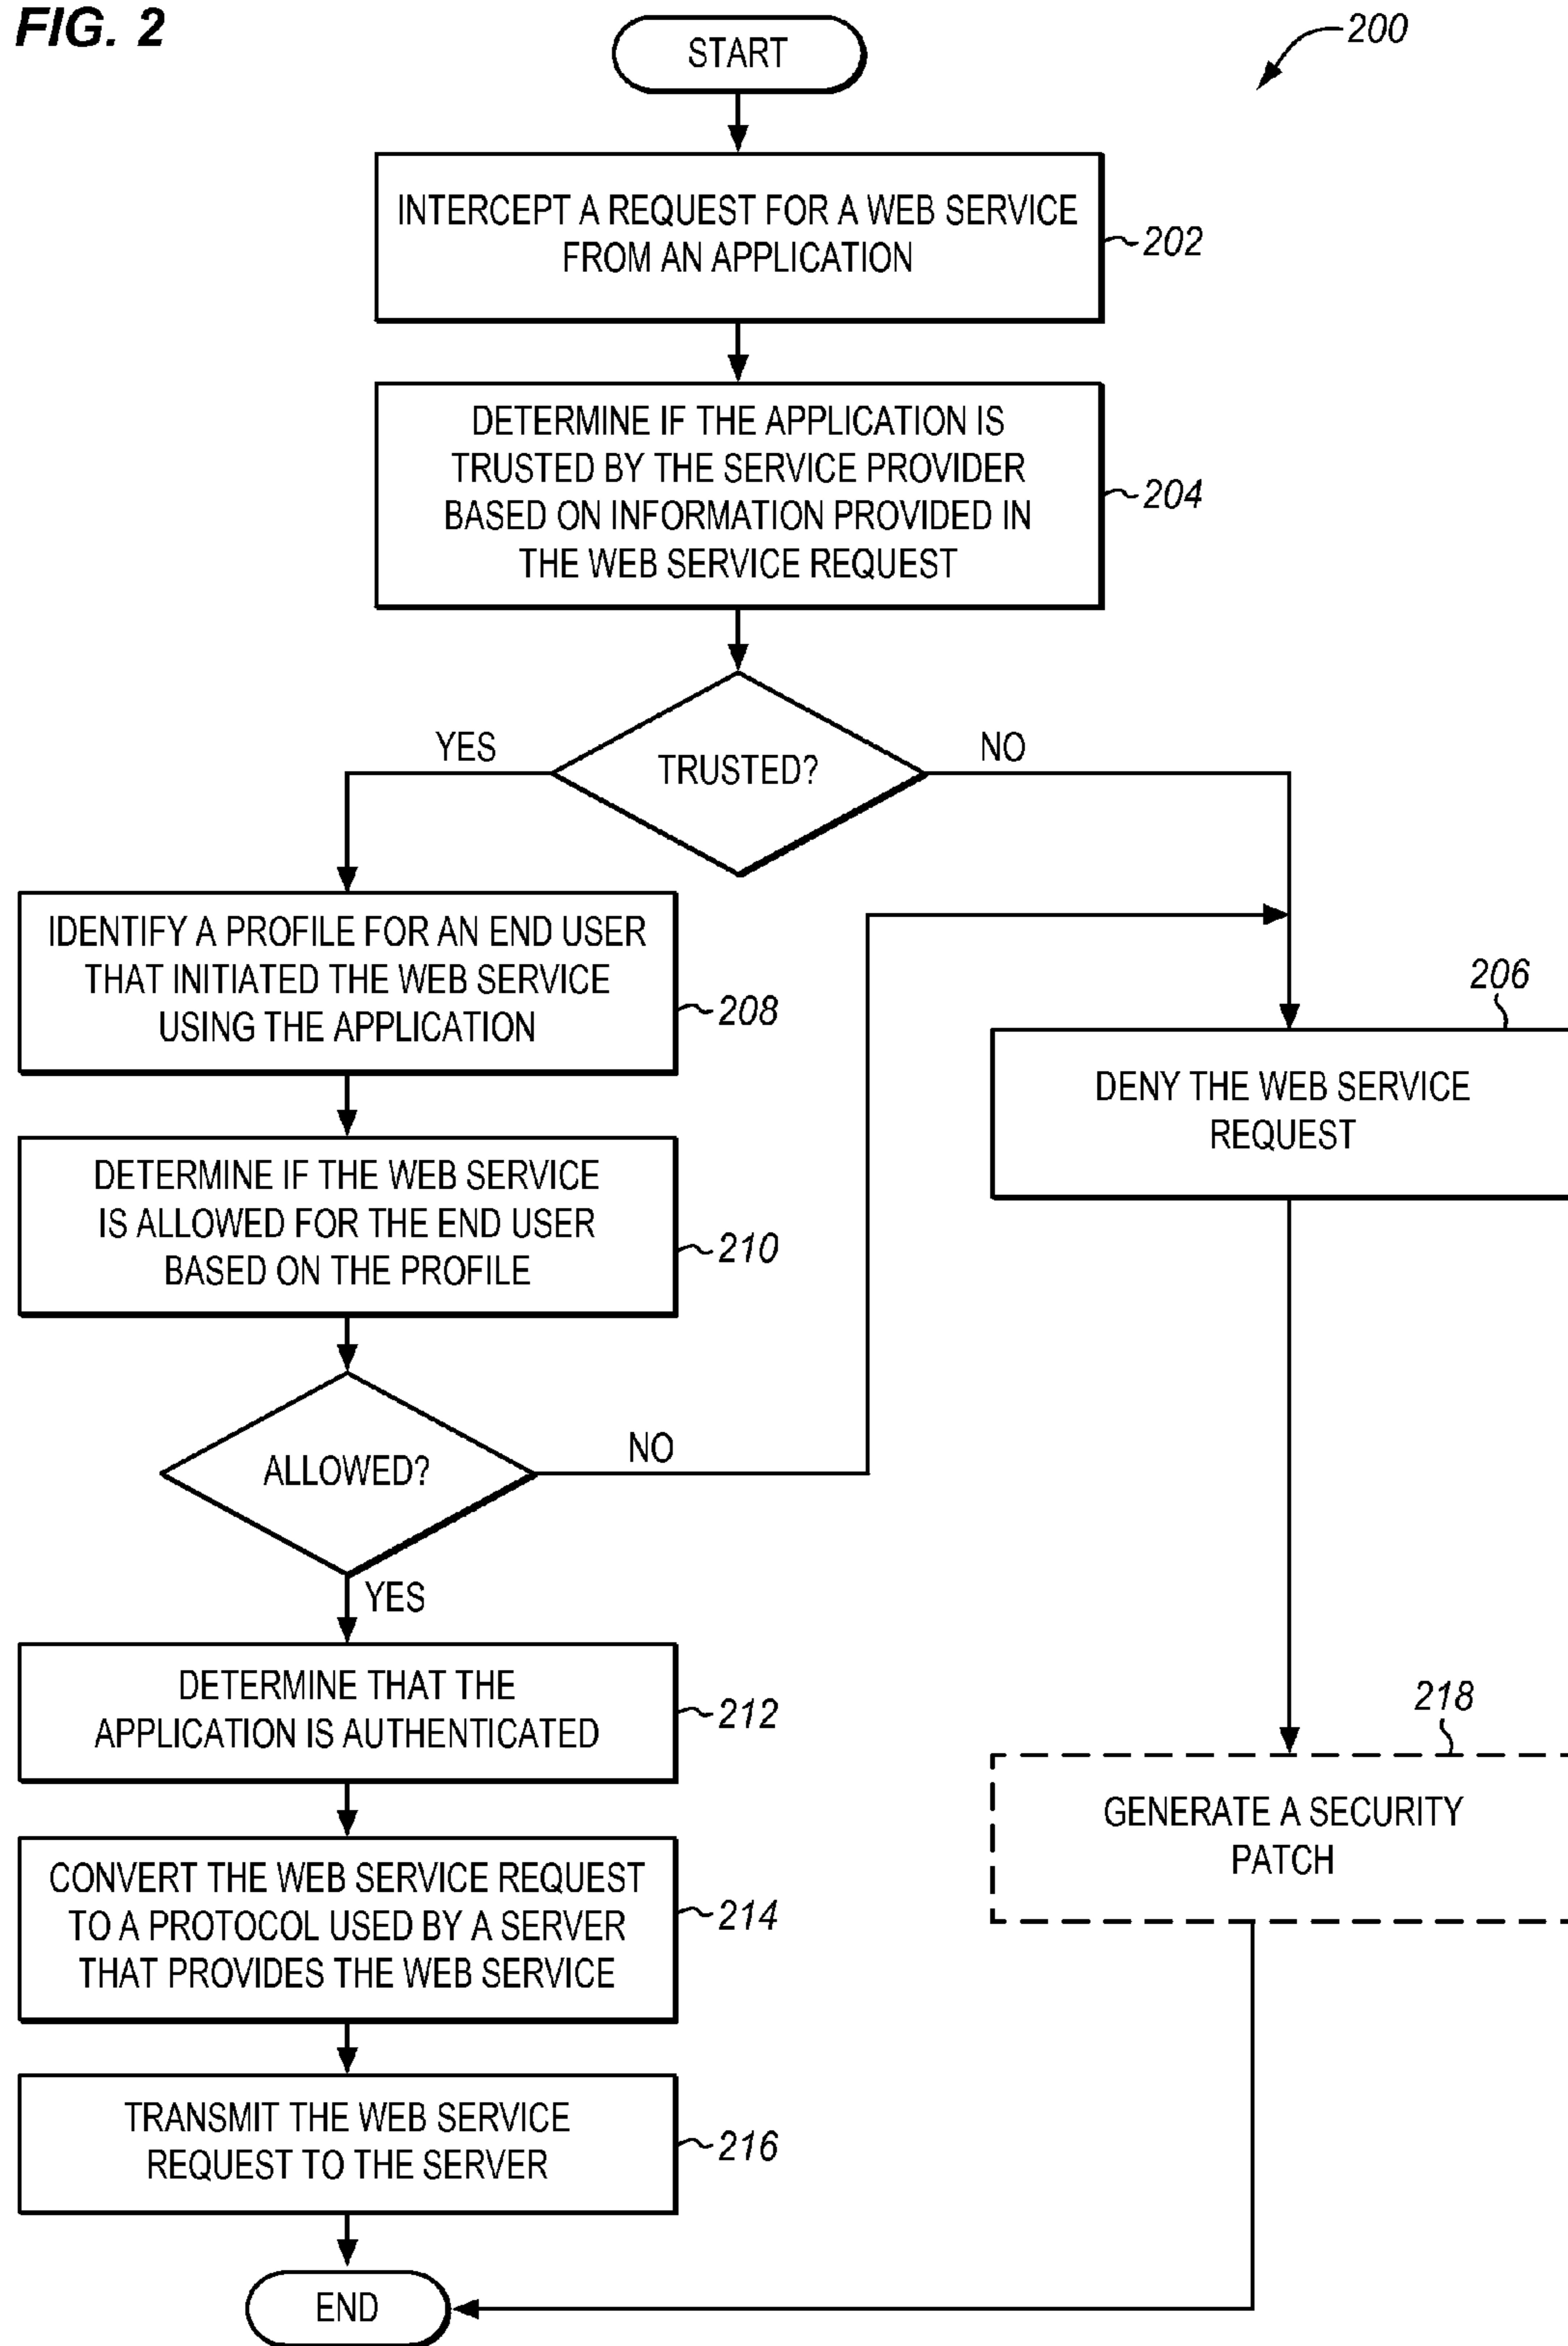 FIG. 2
200
START
INTERCEPT A REQUEST FOR A WEB SERVICE
FROM AN APPLICATION
202
DETERMINE IF THE APPLICATION IS
TRUSTED BY THE SERVICE PROVIDER
BASED ON INFORMATION PROVIDED IN
THE WEB SERVICE REQUEST
204
TRUSTED?
YES
NO
IDENTIFY A PROFILE FOR AN END USER
THAT INITIATED THE WEB SERVICE
USING THE APPLICATION
208
206
DENY THE WEB SERVICE
REQUEST
DETERMINE IF THE WEB SERVICE
IS ALLOWED FOR THE END USER
BASED ON THE PROFILE
210
ALLOWED?
NO
YES
DETERMINE THAT THE
APPLICATION IS AUTHENTICATED
212
218
GENERATE A SECURITY
PATCH
CONVERT THE WEB SERVICE REQUEST
TO A PROTOCOL USED BY A SERVER
THAT PROVIDES THE WEB SERVICE
214
TRANSMIT THE WEB SERVICE
REQUEST TO THE SERVER
216
END